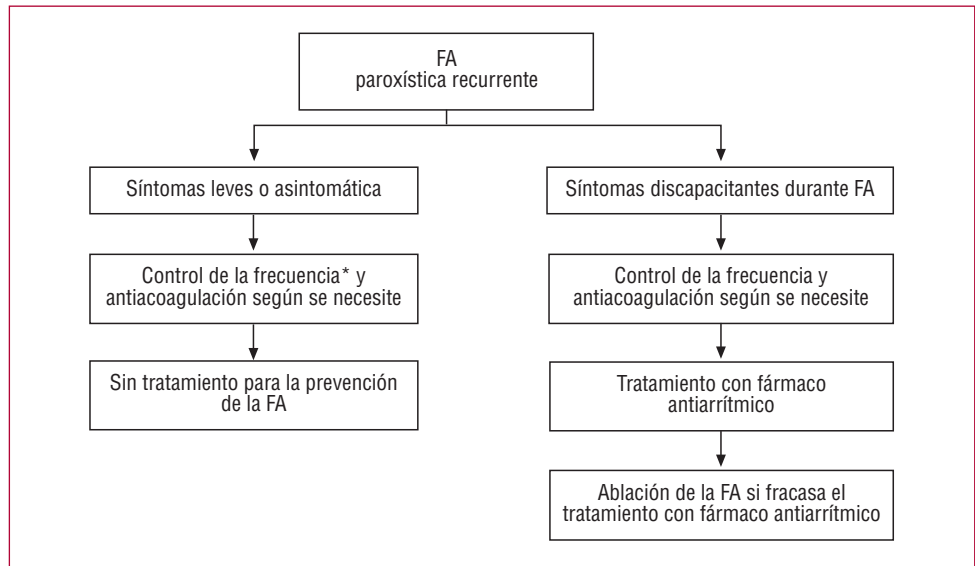 FA
paroxística recurrente
Síntomas leves o asintomática
Síntomas discapacitantes durante FA
Control de la frecuencia* y
antiacoagulación según se necesite
Control de la frecuencia y
antiacoagulación según se necesite
Sin tratamiento para la prevención
de la FA
Tratamiento con fármaco
antiarrítmico
Ablación de la FA si fracasa el
tratamiento con fármaco antiarrítmico